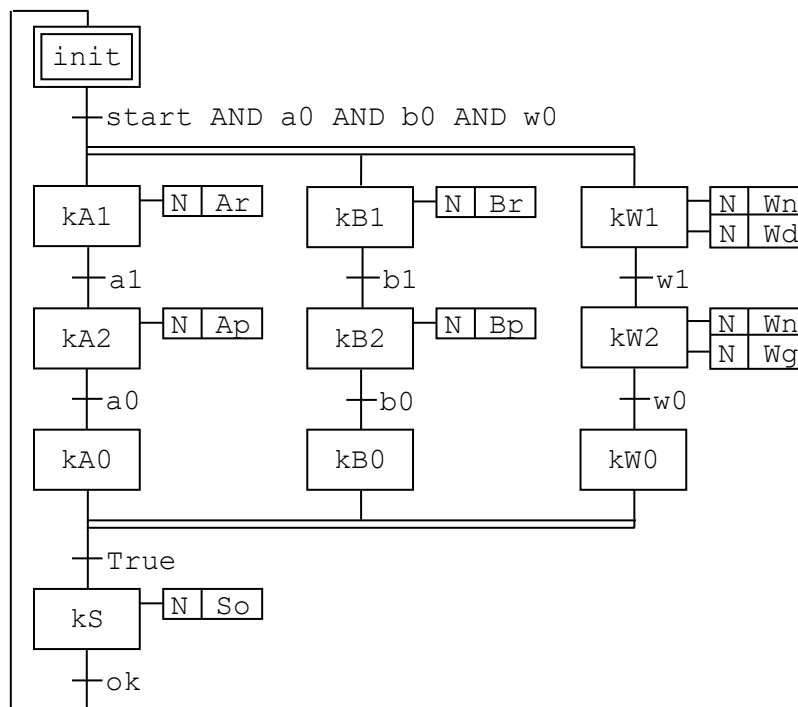 init
start AND a0 AND b0 AND w0
kA1 N Ar kB1 N Br kW1 N Wn
N Wd
a1 b1 w1
kA2 N Ap kB2 N Bp kW2 N Wn
N Wg
a0 b0 w0
kA0 kB0 kW0
True
kS N So
ok